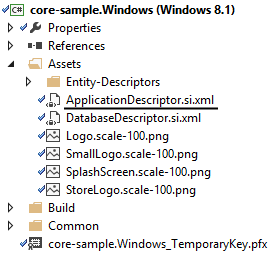 core-sample.Windows (Windows 8.1)
Properties
References
Assets
Entity-Descriptors
ApplicationDescriptor.si.xml
DatabaseDescriptor.si.xml
Logo.scale-100.png
SmallLogo.scale-100.png
SplashScreen.scale-100.png
StoreLogo.scale-100.png
Build
Common
core-sample.Windows_TemporaryKey.pfx